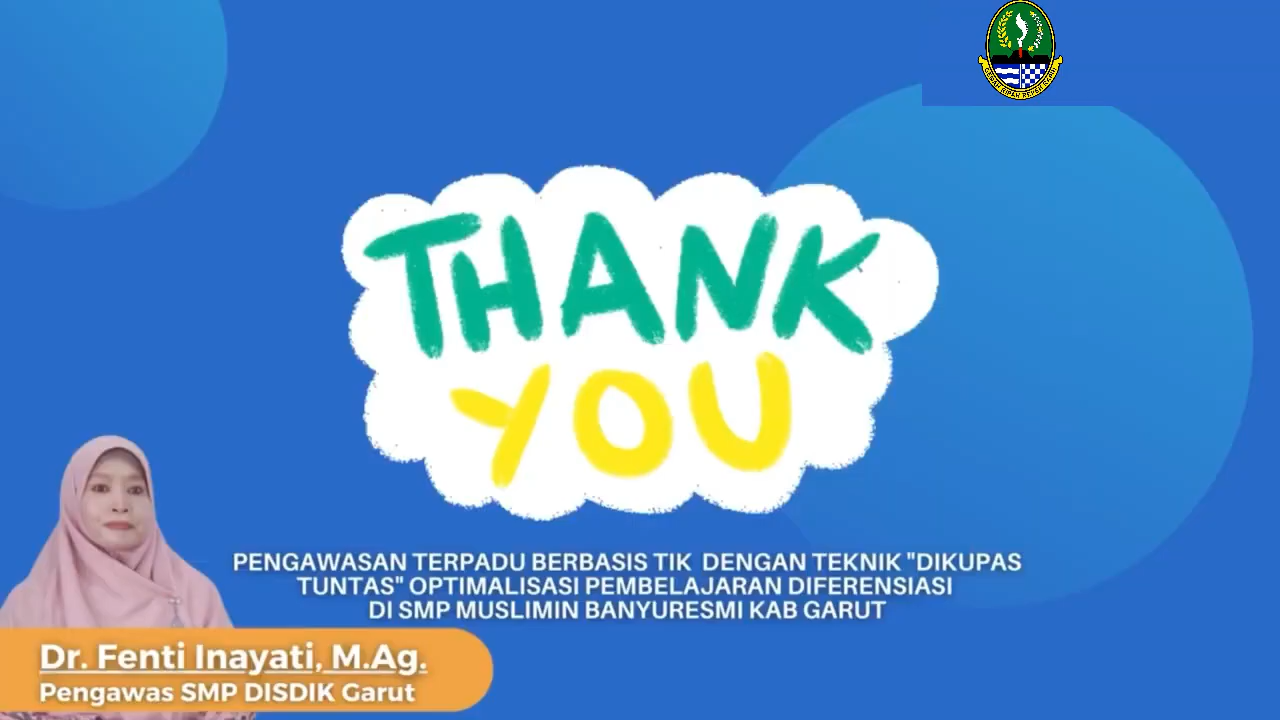 THANK
YOU
PENGAWASAN TERPADU BERBASIS TIK DENGAN TEKNIK "DIKUPAS
TUNTAS" OPTIMALISASI PEMBELAJARAN DIFERENSIASI
DI SMP MUSLIMIN BANYURESMI KAB GARUT
Dr. Fenti Inayati, M.Ag.
Pengawas SMP DISDIK Garut